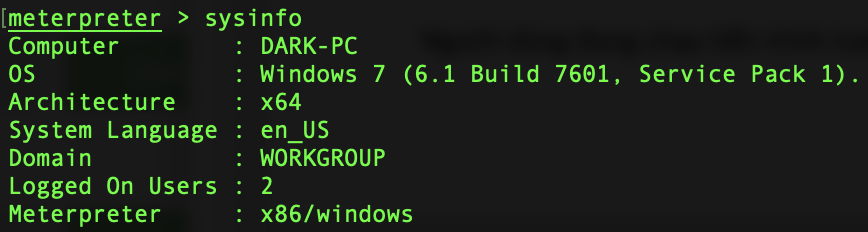 [meterpreter > sysinfo
Computer        : DARK-PC
OS              : Windows 7 (6.1 Build 7601, Service Pack 1).
Architecture    : x64
System Language : en_US
Domain          : WORKGROUP
Logged On Users : 2
Meterpreter     : x86/windows